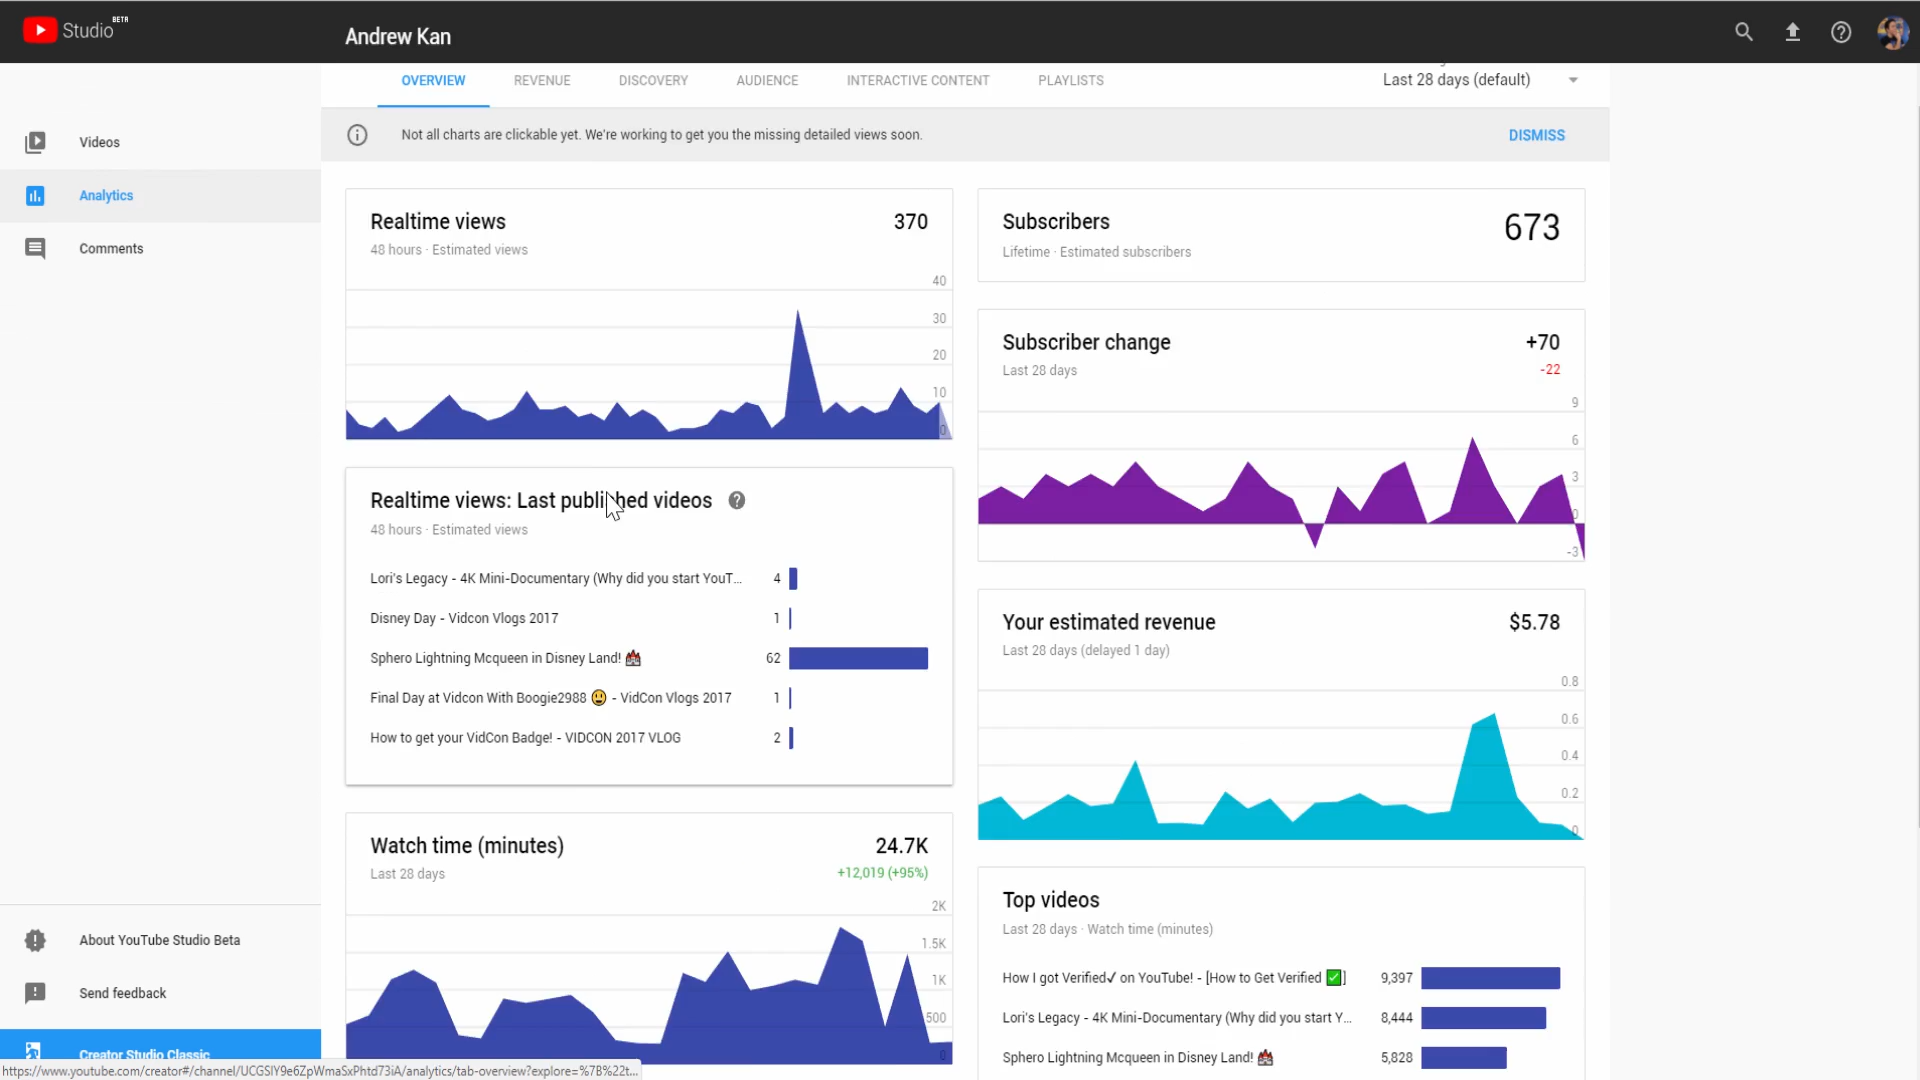 Studio BETA
Andrew Kan
OVERVIEW REVENUE DISCOVERY AUDIENCE INTERACTIVE CONTENT PLAYLISTS Last 28 days (default)
Not all charts are clickable yet. We're working to get you the missing detailed views soon. DISMISS
Videos
Analytics
Comments
Realtime views 370
48 hours · Estimated views
40
30
20
10
0
Realtime views: Last published videos ?
48 hours · Estimated views
Lori's Legacy - 4K Mini-Documentary (Why did you start YouT... 4
Disney Day - Vidcon Vlogs 2017 1
Sphero Lightning Mcqueen in Disney Land! 🏰 62
Final Day at Vidcon With Boogie2988 😃 - VidCon Vlogs 2017 1
How to get your VidCon Badge! - VIDCON 2017 VLOG 2
Watch time (minutes) 24.7K
Last 28 days +12,019 (+95%)
2K
1.5K
1K
500
0
Subscribers 673
Lifetime · Estimated subscribers
Subscriber change +70
Last 28 days -22
9
6
3
0
-3
Your estimated revenue $5.78
Last 28 days (delayed 1 day)
0.8
0.6
0.4
0.2
0
Top videos
Last 28 days · Watch time (minutes)
How I got Verified✓ on YouTube! - [How to Get Verified ✅] 9,397
Lori's Legacy - 4K Mini-Documentary (Why did you start Y... 8,444
Sphero Lightning Mcqueen in Disney Land! 🏰 5,828
About YouTube Studio Beta
Send feedback
Creator Studio Classic
https://www.youtube.com/creator#/channel/UCGSIY9e6ZpWmaSxPhtd73iA/analytics/tab-overview?explore=%7B%22t...